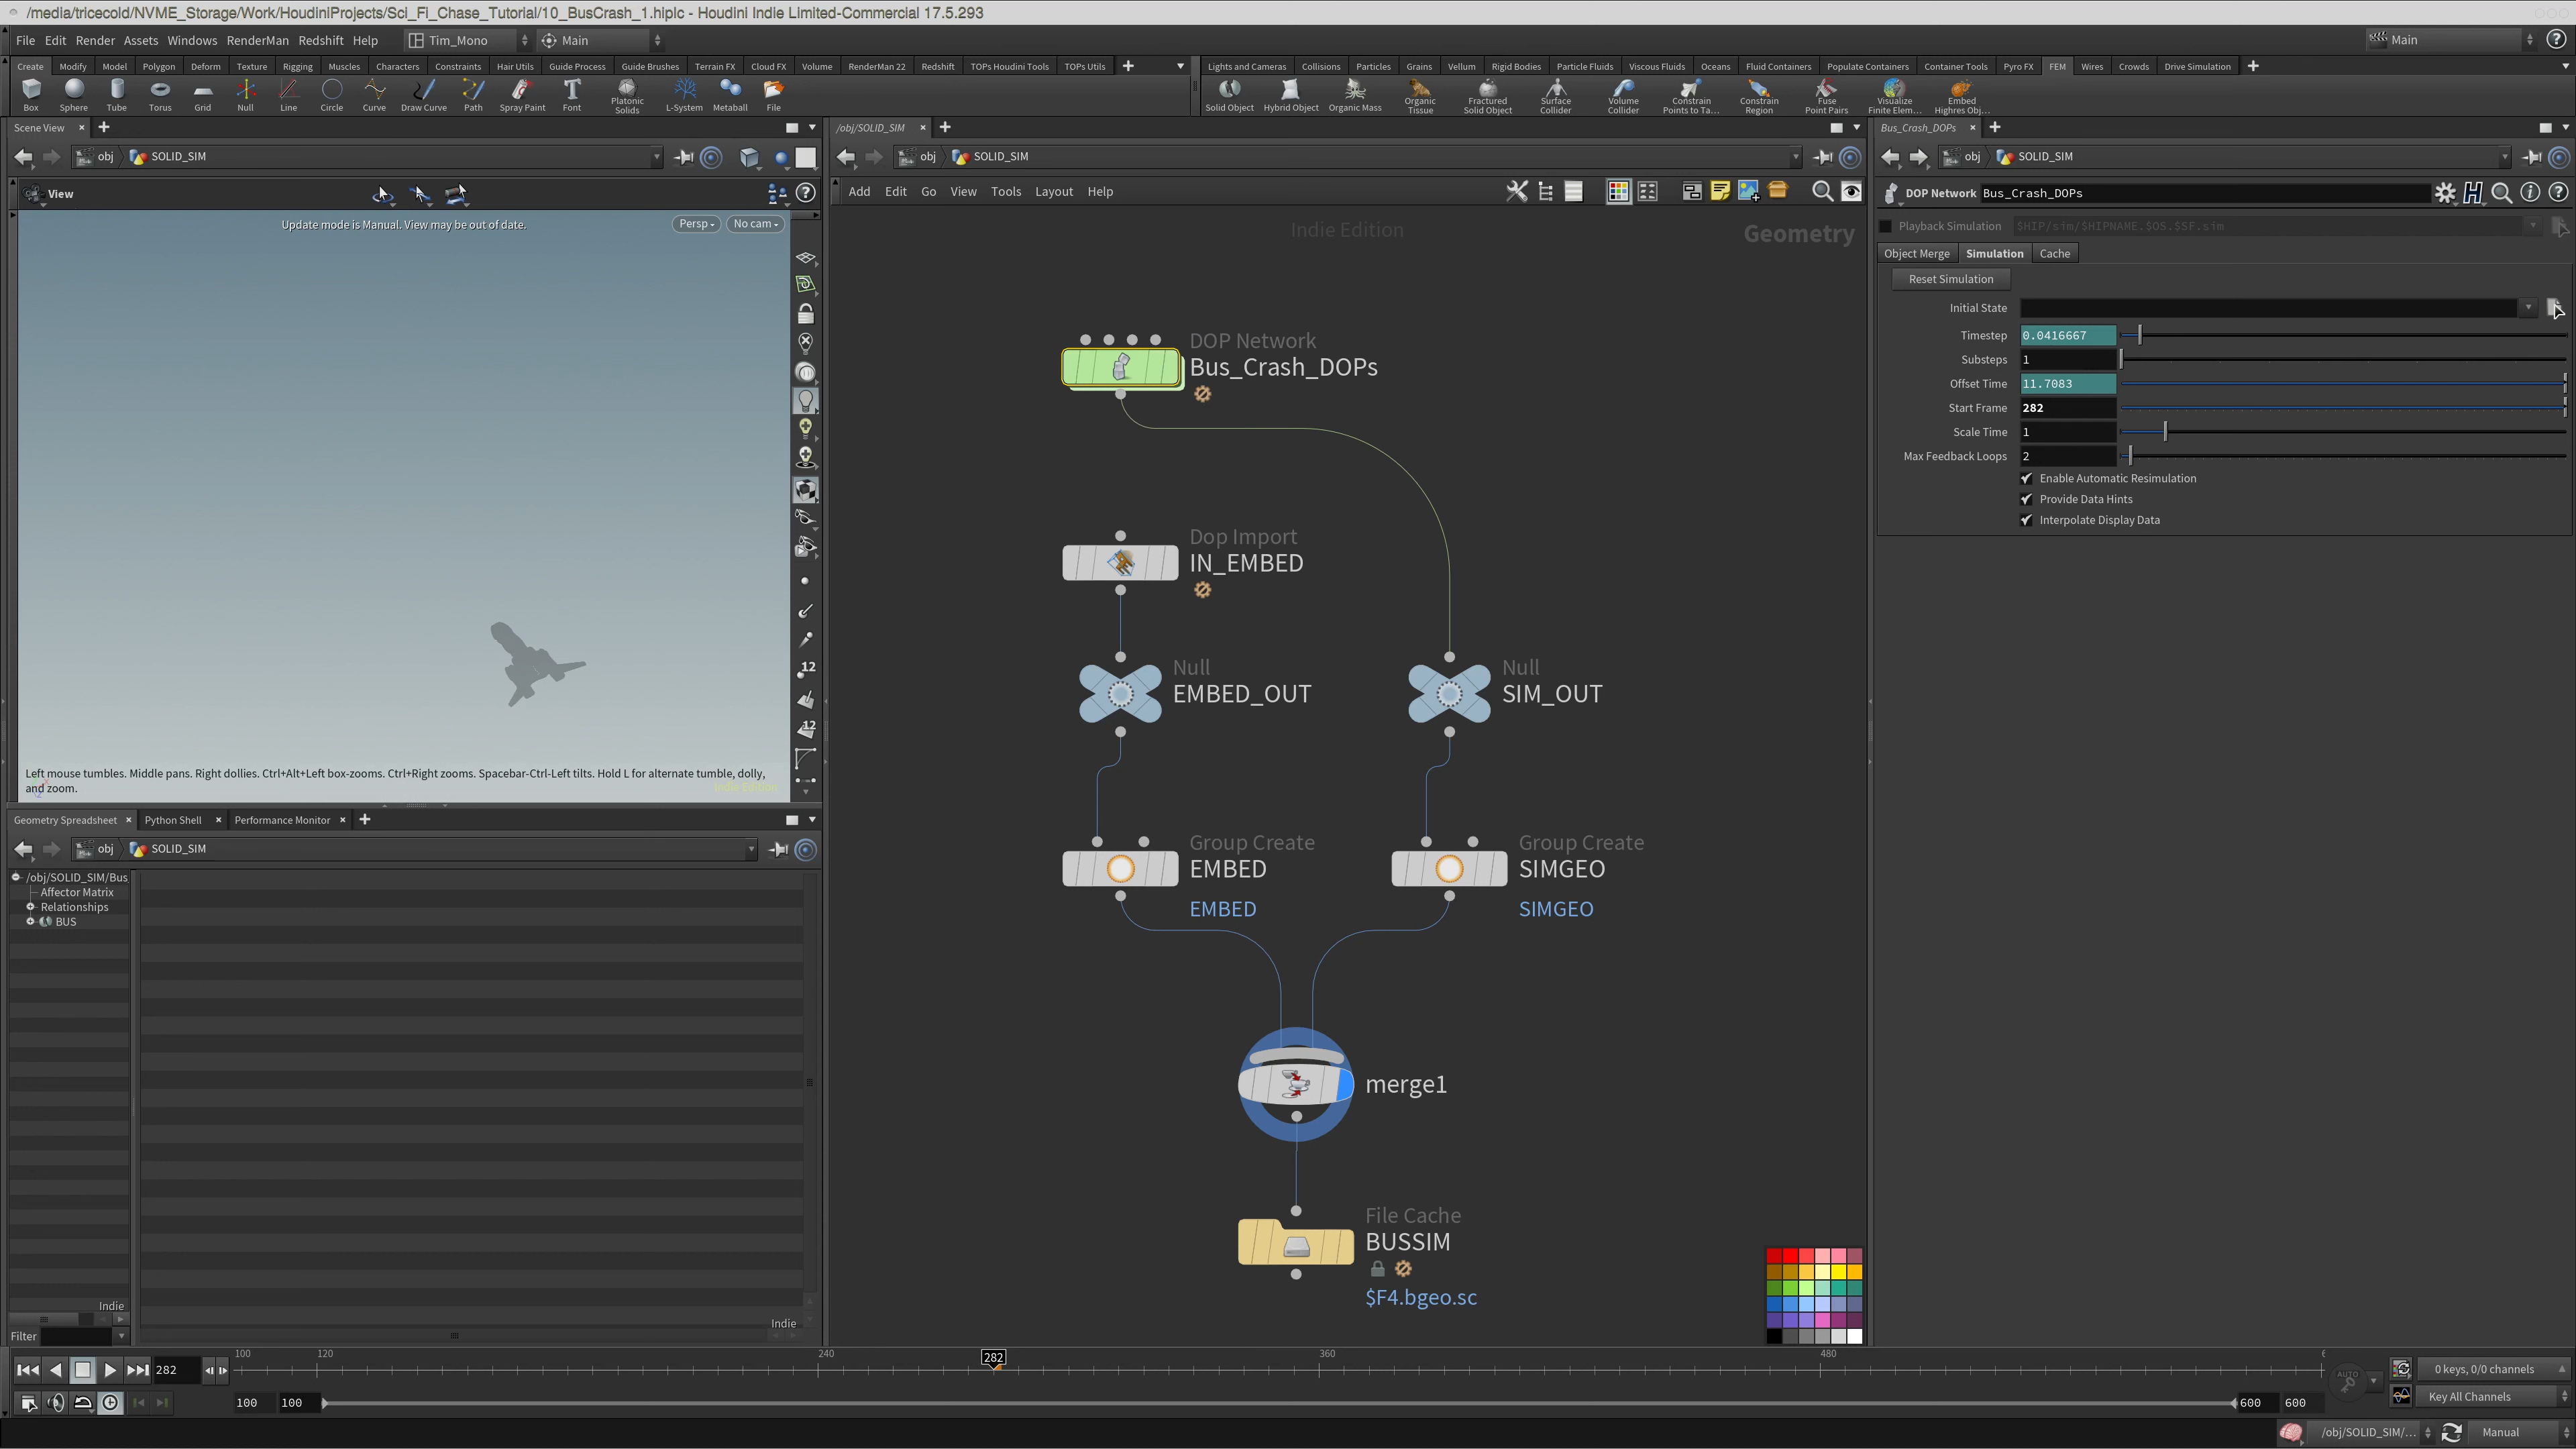 /media/tricecold/NVME_Storage/Work/HoudiniProjects/Sci_Fi_Chase_Tutorial/10_BusCrash_1.hiplc - Houdini Indie Limited-Commercial 17.5.293
File Edit Render Assets Windows RenderMan Redshift Help Tim_Mono Main Main
Create Modify Model Polygon Deform Texture Rigging Muscles Characters Constraints Hair Utils Guide Process Guide Brushes Terrain FX Cloud FX Volume RenderMan 22 Redshift TOPs Houdini Tools TOPs Utils
Lights and Cameras Collisions Particles Grains Vellum Rigid Bodies Particle Fluids Viscous Fluids Oceans Fluid Containers Populate Containers Container Tools Pyro FX FEM Wires Crowds Drive Simulation
Box Sphere Tube Torus Grid Null Line Circle Curve Draw Curve Path Spray Paint Font Platonic Solids L-System Metaball File
Solid Object Hybrid Object Organic Mass Organic Tissue Fractured Solid Object Surface Collider Volume Collider Constrain Points to Ta... Constrain Region Fuse Point Pairs Visualize Finite Elem... Embed Highres Obj...
Scene View
obj SOLID_SIM
View
Update mode is Manual. View may be out of date.
Persp No cam
12
12
Left mouse tumbles. Middle pans. Right dollies. Ctrl+Alt+Left box-zooms. Ctrl+Right zooms. Spacebar-Ctrl-Left tilts. Hold L for alternate tumble, dolly,
and zoom.
Indie Edition
Geometry Spreadsheet Python Shell Performance Monitor
obj SOLID_SIM
/obj/SOLID_SIM/Bus
Affector Matrix
Relationships
BUS
Indie
Filter
Indie
/obj/SOLID_SIM
obj SOLID_SIM
Add Edit Go View Tools Layout Help
Indie Edition
Geometry
DOP Network
Bus_Crash_DOPs
Dop Import
IN_EMBED
Null
EMBED_OUT
Null
SIM_OUT
Group Create
EMBED
EMBED
Group Create
SIMGEO
SIMGEO
merge1
File Cache
BUSSIM
$F4.bgeo.sc
Bus_Crash_DOPs
obj SOLID_SIM
DOP Network Bus_Crash_DOPs
Playback Simulation $HIP/sim/$HIPNAME.$OS.$SF.sim
Object Merge Simulation Cache
Reset Simulation
Initial State
Timestep 0.0416667
Substeps 1
Offset Time 11.7083
Start Frame 282
Scale Time 1
Max Feedback Loops 2
Enable Automatic Resimulation
Provide Data Hints
Interpolate Display Data
282 100 120 240 282 360 480 6
AUTO
0 keys, 0/0 channels
100 100 600 600
Key All Channels
/obj/SOLID_SIM/... Manual